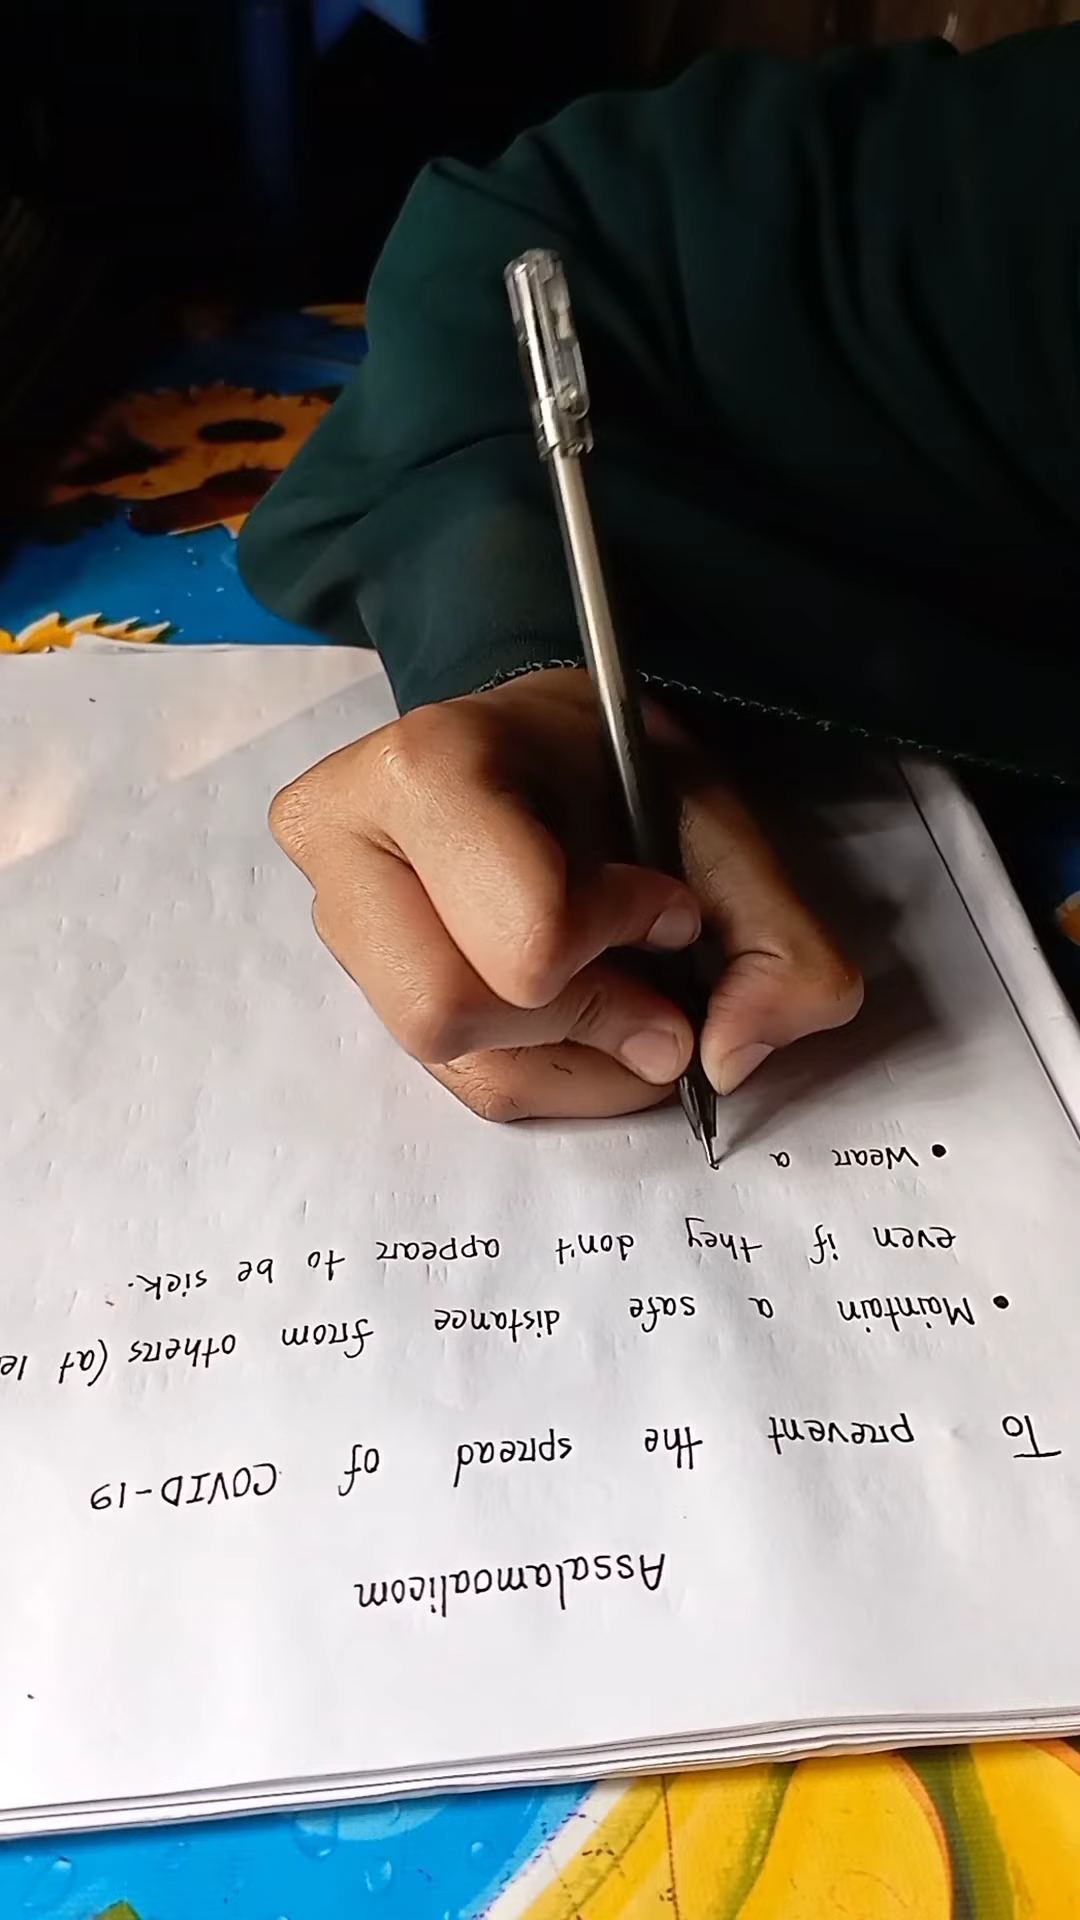 Assalamoalicom
To prevent the spread of COVID-19
• Maintain a safe distance from others (at le
even if they don't appear to be sick.
• Wear a